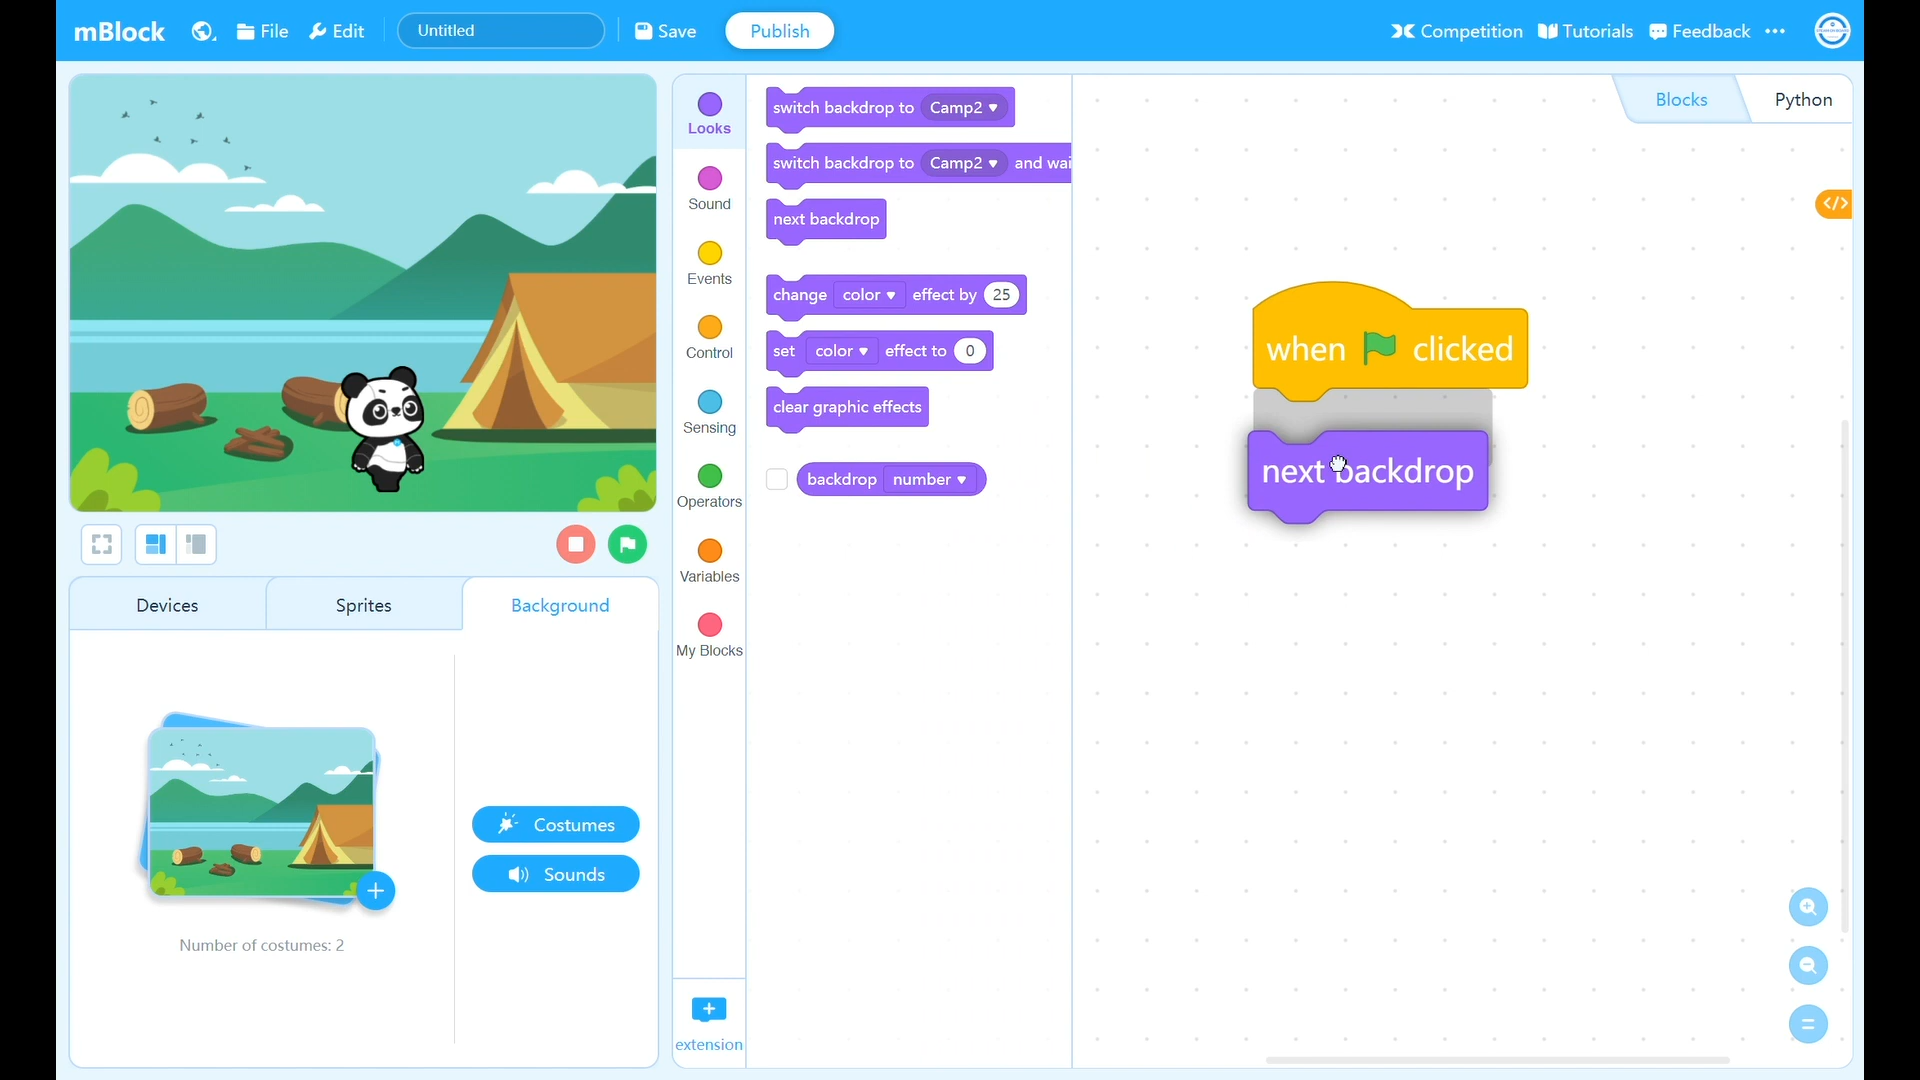 mBlock File Edit Untitled Save Publish Competition Tutorials Feedback
Blocks Python
Looks
Sound
Events
Control
Sensing
Operators
Variables
My Blocks
extension
switch backdrop to Camp2
switch backdrop to Camp2 and wai
next backdrop
change color effect by 25
set color effect to 0
clear graphic effects
backdrop number
when clicked
next backdrop
Devices Sprites Background
Costumes
Sounds
Number of costumes: 2